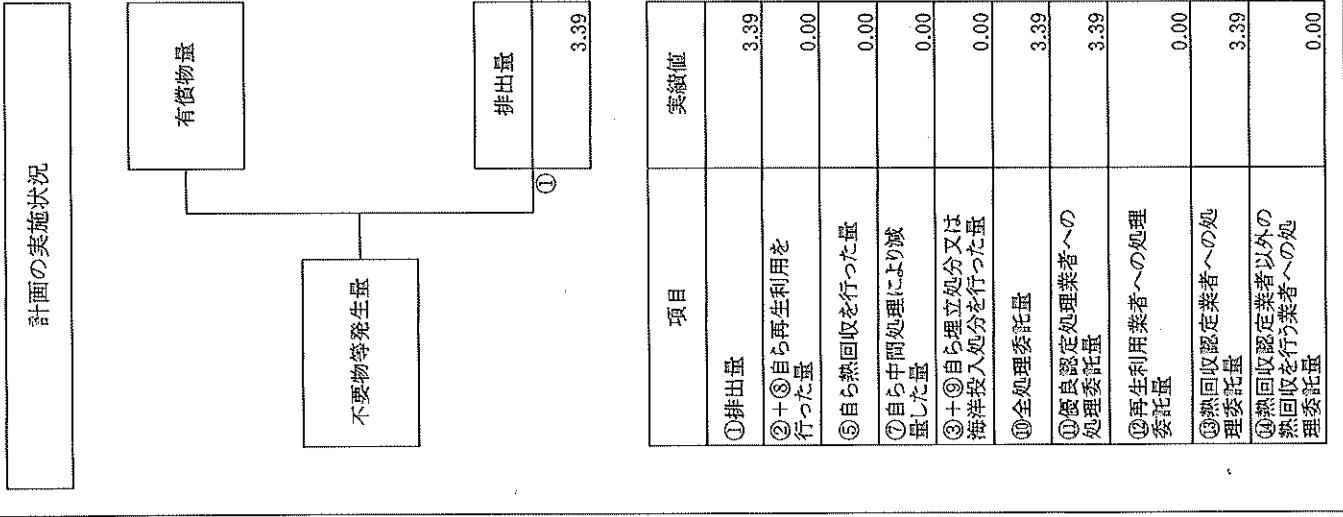 計画の実施状況
有償物量
不要物等発生量
排出量
①
3.39
項目 実績値
①排出量 3.39
②+⑧自ら再生利用を
行った量 0.00
⑤自ら熱回収を行った量 0.00
⑦自ら中間処理により減
量した量 0.00
③+⑨自ら埋立処分又は
海洋投入処分を行った量 0.00
⑩全処理委託量 3.39
⑪優良認定処理業者への
処理委託量 3.39
⑫再生利用業者への処理
委託量 0.00
⑬熱回収認定業者への処
理委託量 3.39
⑭熱回収認定業者以外の
熱回収を行う業者への処
理委託量 0.00